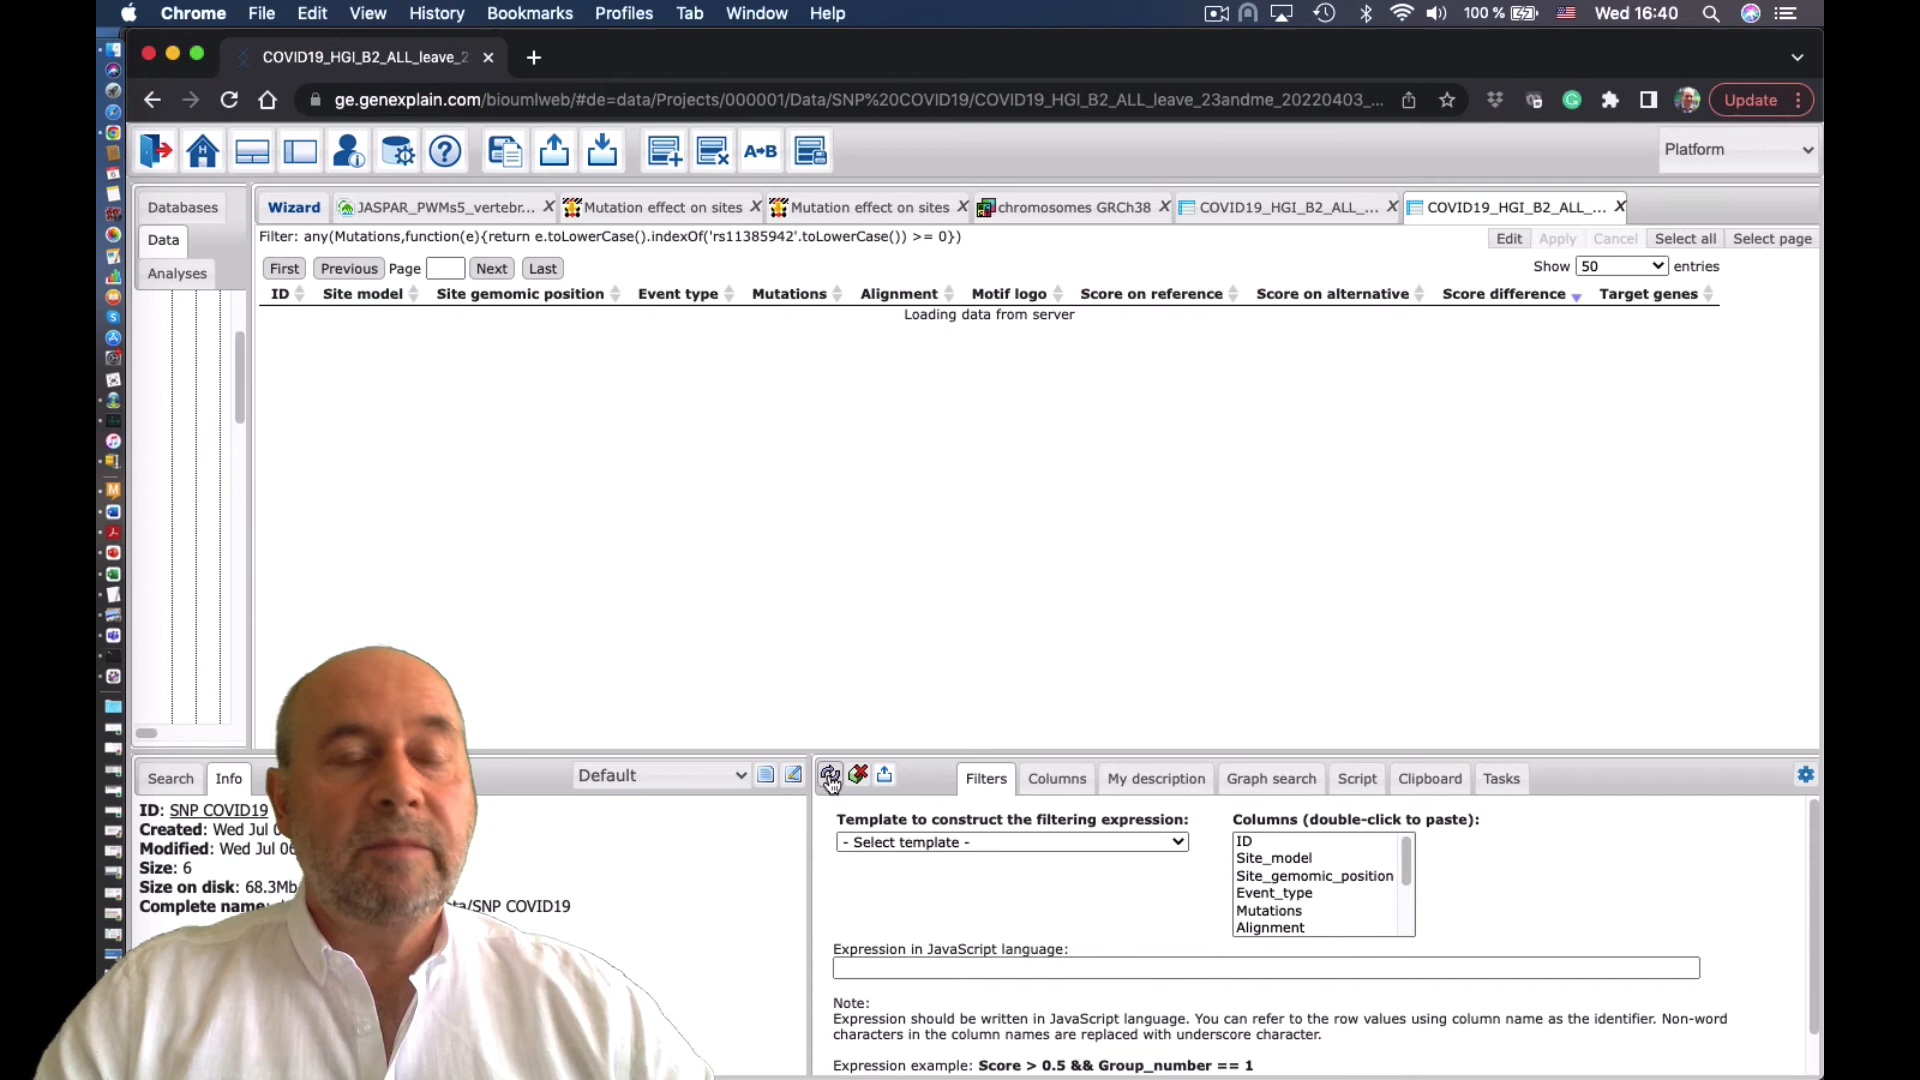 Chrome File Edit View History Bookmarks Profiles Tab Window Help 100 % Wed 16:40
COVID19_HGI_B2_ALL_leave_2
ge.genexplain.com/bioumlweb/#de=data/Projects/000001/Data/SNP%20COVID19/COVID19_HGI_B2_ALL_leave_23andme_20220403_... Update
A B Platform
Databases Wizard JASPAR_PWMs5_vertebr... X Mutation effect on sites X Mutation effect on sites X chromosomes GRCh38 X COVID19_HGI_B2_ALL_... X COVID19_HGI_B2_ALL_... X
Data Filter: any(Mutations,function(e){return e.toLowerCase().indexOf('rs11385942'.toLowerCase()) >= 0}) Edit Apply Cancel Select all Select page
Analyses First Previous Page Next Last Show 50 entries
ID Site model Site gemomic position Event type Mutations Alignment Motif logo Score on reference Score on alternative Score difference Target genes
Loading data from server
Search Info Default Filters Columns My description Graph search Script Clipboard Tasks
ID: SNP COVID19
Created: Wed Jul 0
Modified: Wed Jul 06
Size: 6
Size on disk: 68.3Mb
Complete name: ta/SNP COVID19
Template to construct the filtering expression: Columns (double-click to paste):
- Select template - ID
Site_model
Site_gemomic_position
Event_type
Mutations
Alignment
Expression in JavaScript language:
Note:
Expression should be written in JavaScript language. You can refer to the row values using column name as the identifier. Non-word
characters in the column names are replaced with underscore character.
Expression example: Score > 0.5 && Group_number == 1